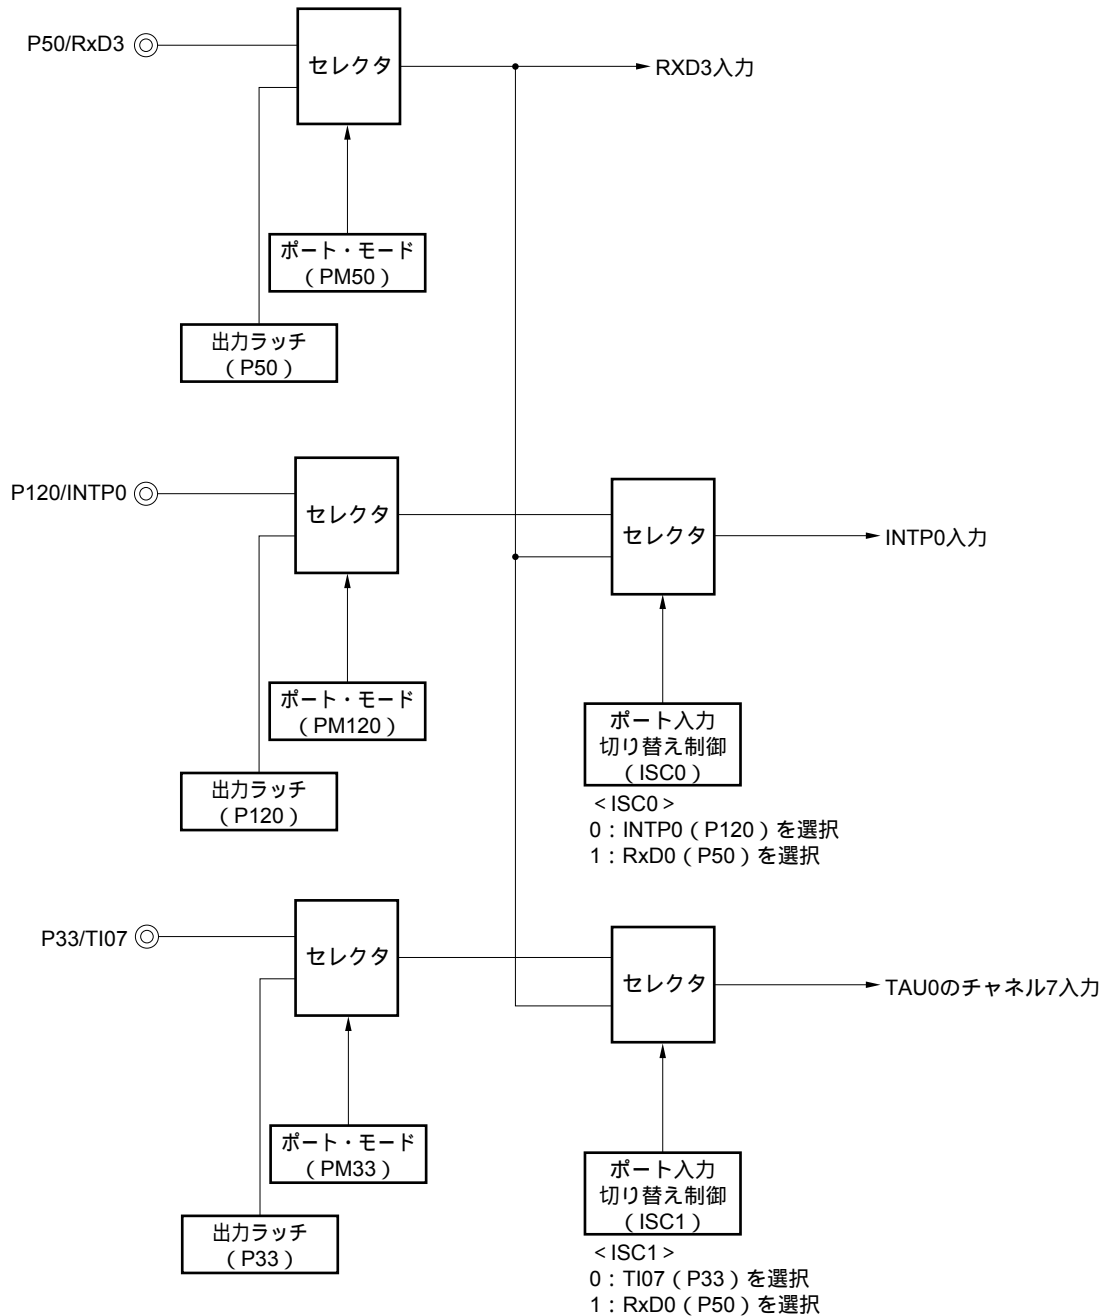 P50/RxD3
セレクタ
RXD3入力
ポート・モード
（PM50）
出力ラッチ
（P50）
P120/INTP0
セレクタ
セレクタ
INTP0入力
ポート・モード
（PM120）
ポート入力
切り替え制御
（ISC0）
出力ラッチ
（P120）
＜ISC0＞
0：INTP0（P120）を選択
1：RxD0（P50）を選択
P33/TI07
セレクタ
セレクタ
TAU0のチャネル7入力
ポート・モード
（PM33）
ポート入力
切り替え制御
（ISC1）
出力ラッチ
（P33）
＜ISC1＞
0：TI07（P33）を選択
1：RxD0（P50）を選択